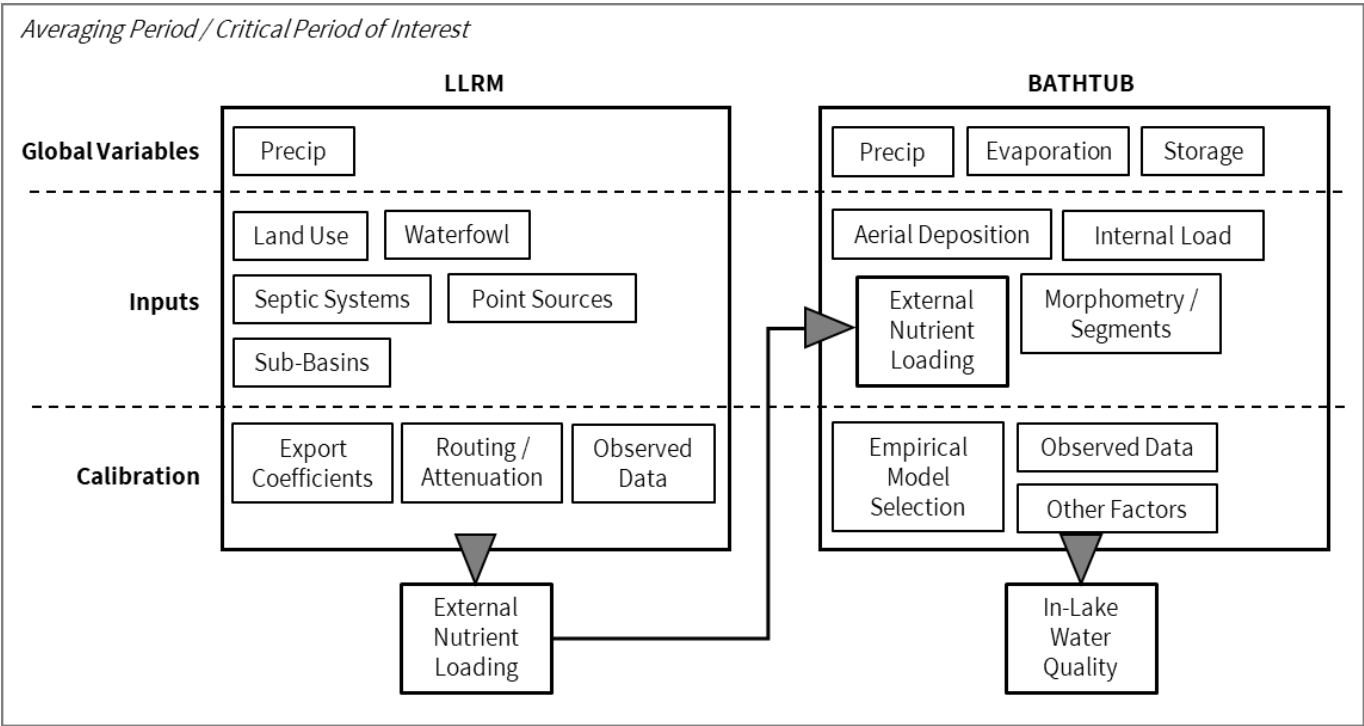 Averaging Period / Critical Period of Interest
LLRM
BATHTUB
Global Variables
Precip
Precip
Evaporation
Storage
Inputs
Land Use
Waterfowl
Septic Systems
Point Sources
Sub-Basins
Aerial Deposition
Internal Load
External
Nutrient
Loading
Morphometry /
Segments
Calibration
Export
Coefficients
Routing /
Attenuation
Observed
Data
Empirical
Model
Selection
Observed Data
Other Factors
External
Nutrient
Loading
In-Lake
Water
Quality